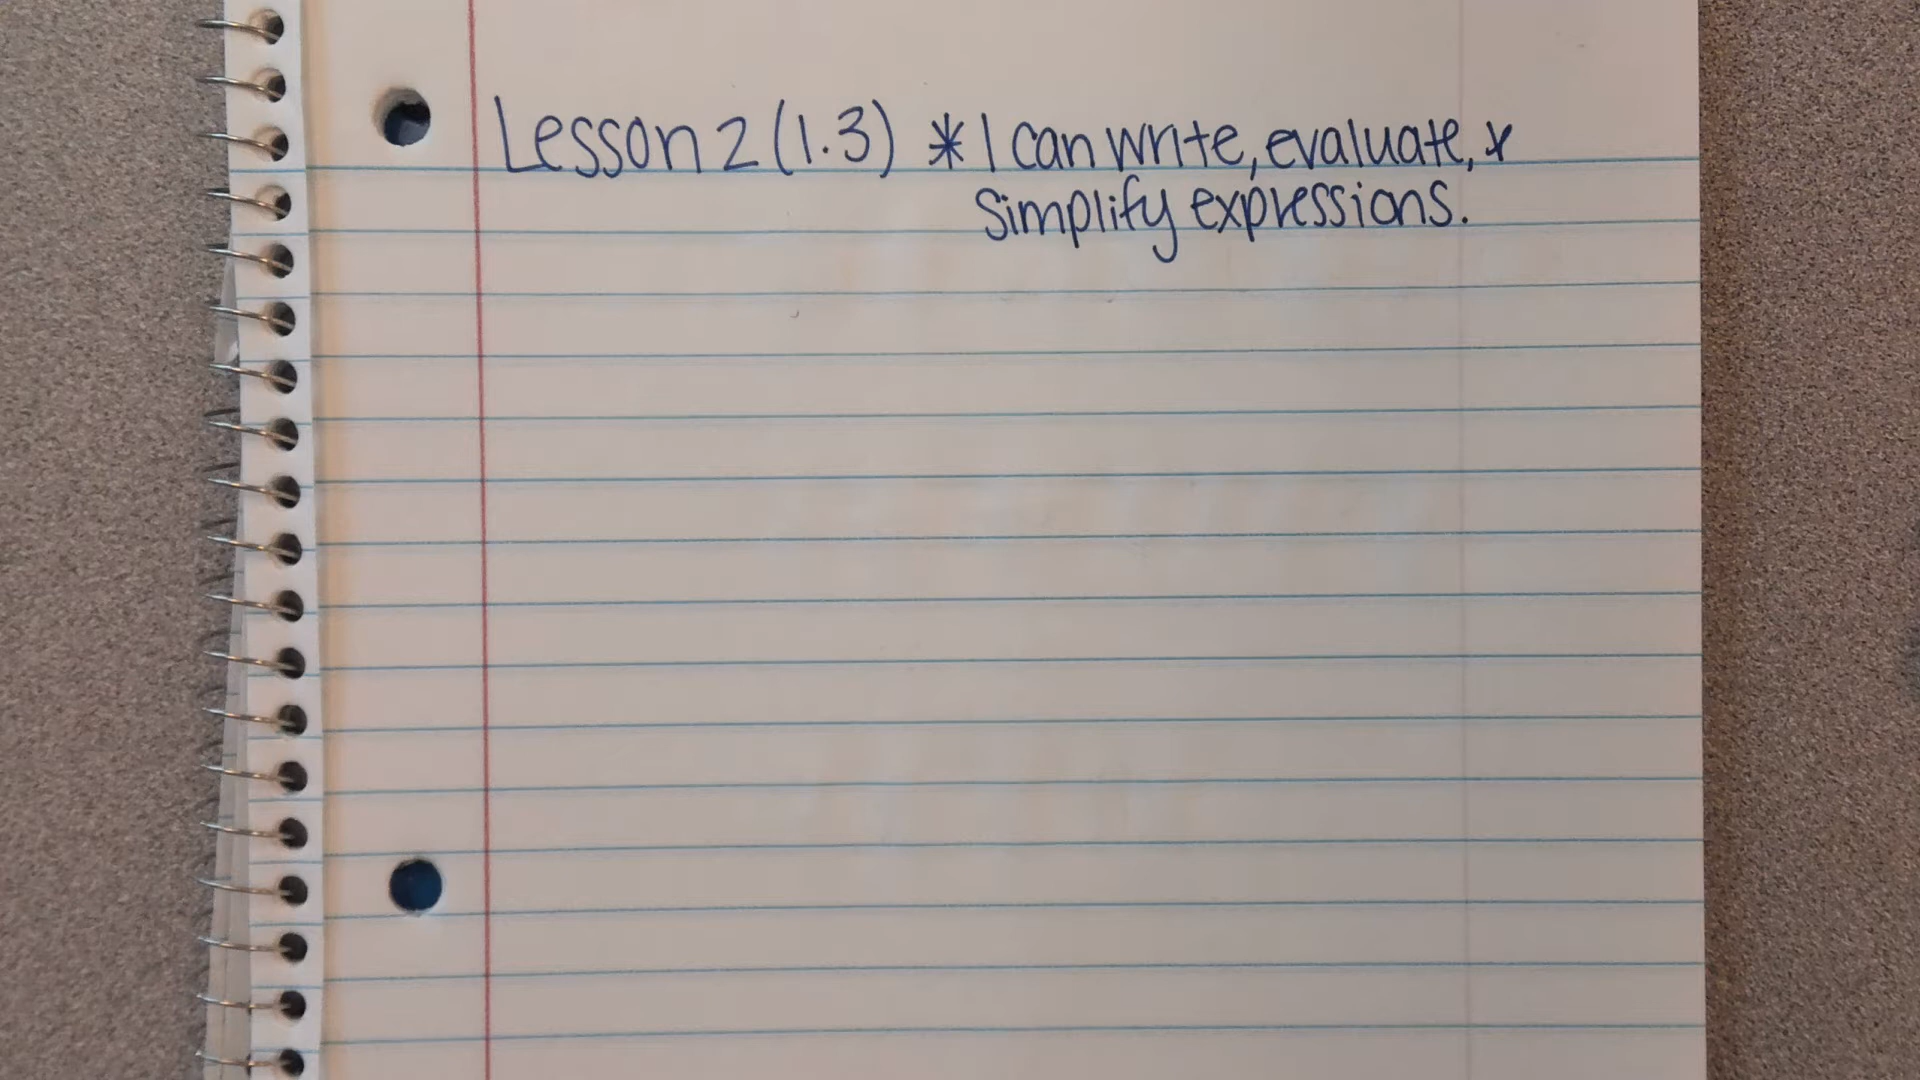 Lesson 2 (1.3) * I can write, evaluate, +
simplify expressions.